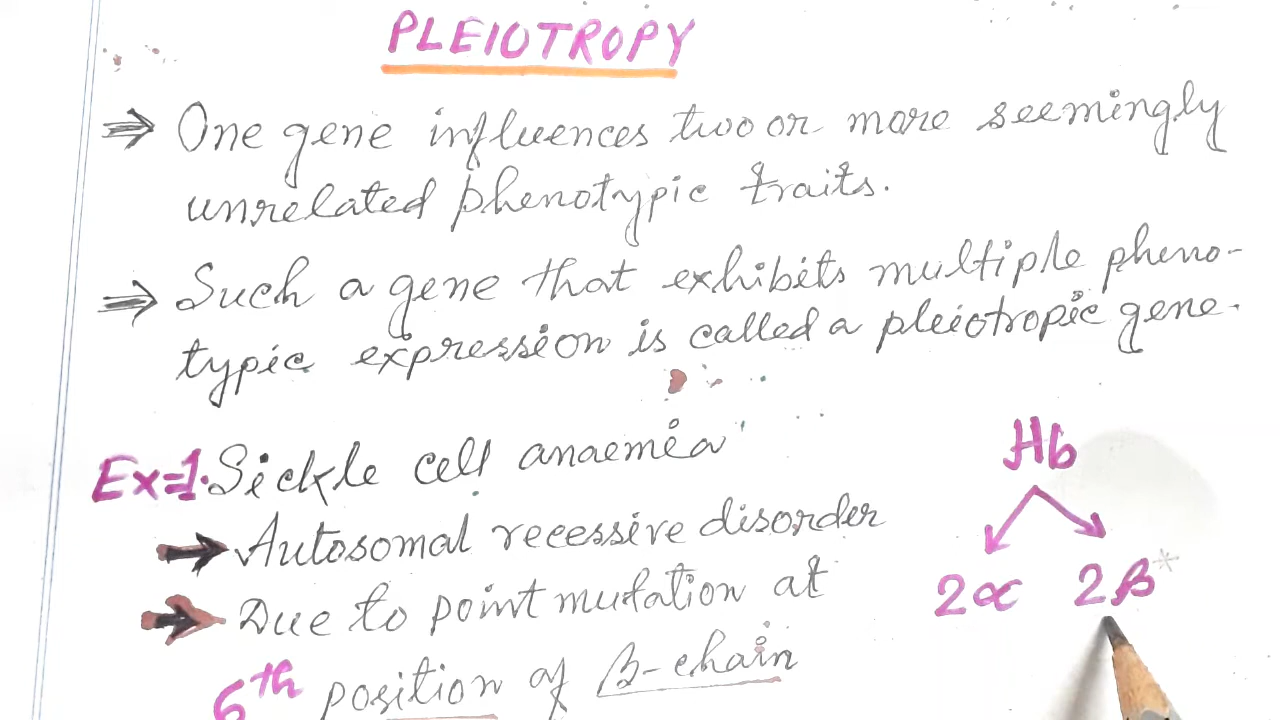 PLEIOTROPY
⇒ One gene influences two or more seemingly
unrelated phenotypic traits.
⇒ Such a gene that exhibits multiple pheno-
typic expression is called a pleiotropic gene.
Ex=1. Sickle cell anaemia
→ Autosomal recessive disorder
→ Due to point mutation at
6th position of β-chain
Hb
2α 2β*